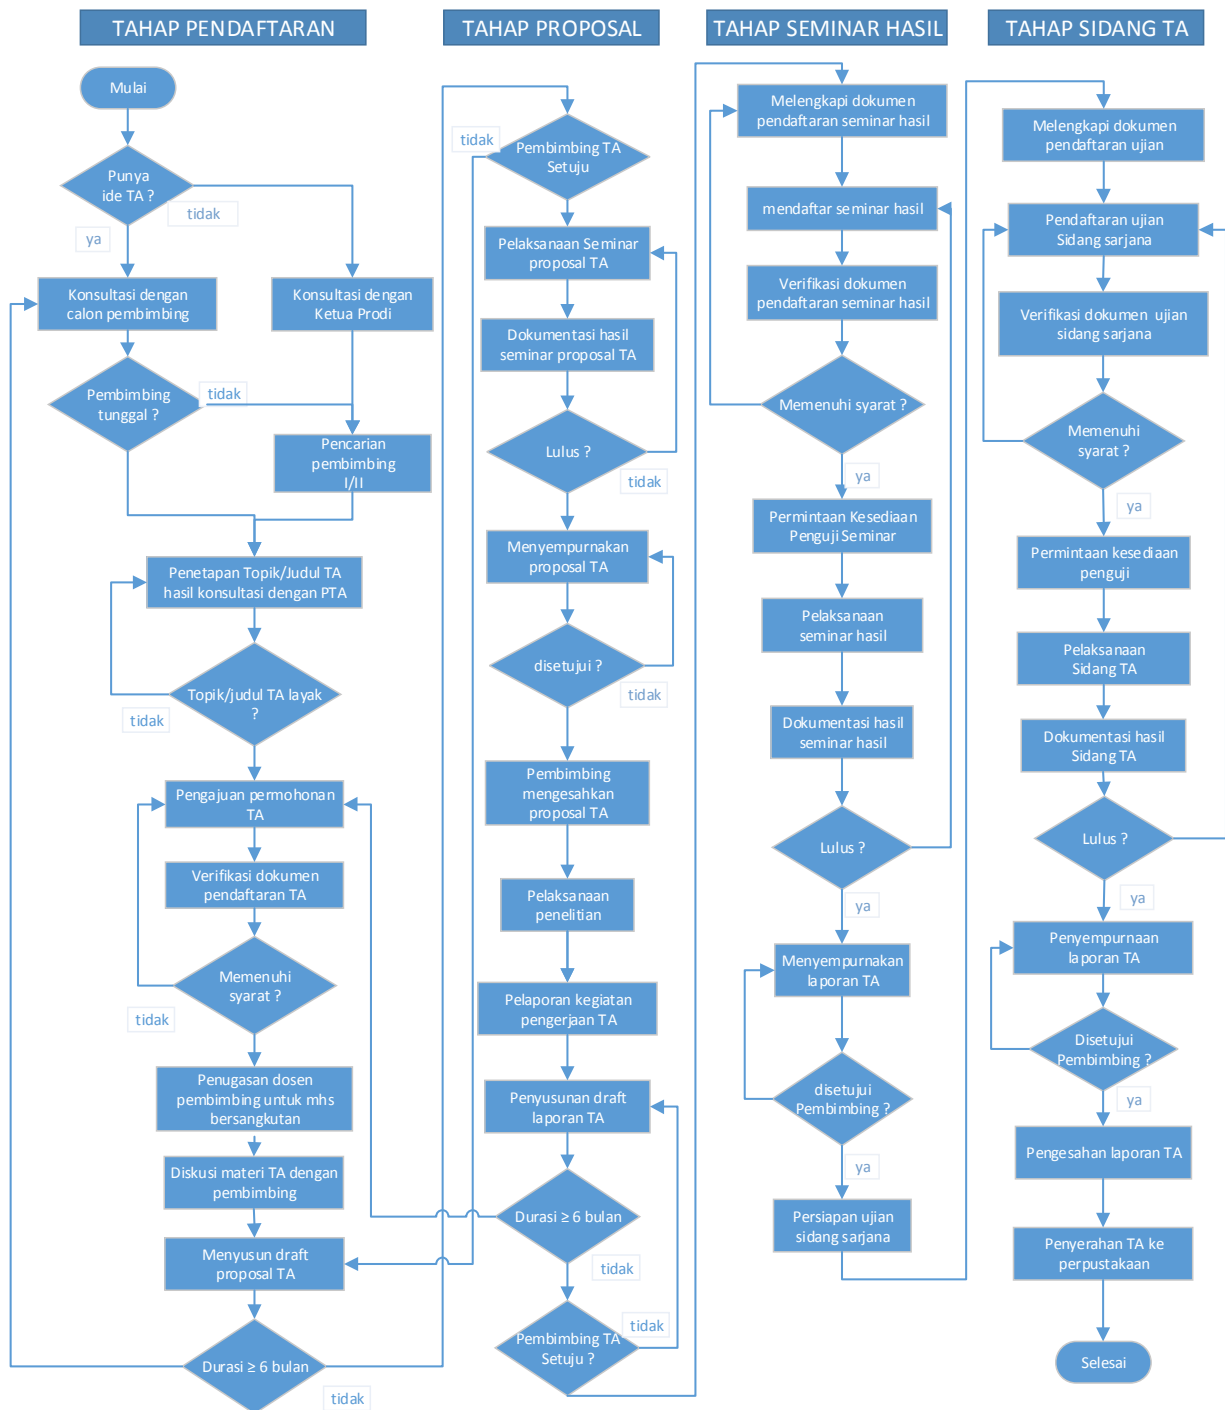 TAHAP PENDAFTARAN
Mulai
Punya
ide TA ?
tidak
ya
Konsultasi dengan
calon pembimbing
Konsultasi dengan
Ketua Prodi
Pembimbing
tunggal ?
tidak
Pencarian
pembimbing
I/II
Penetapan Topik/Judul TA
hasil konsultasi dengan PTA
Topik/judul TA layak
?
tidak
Pengajuan permohonan
TA
Verifikasi dokumen
pendaftaran TA
Memenuhi
syarat ?
tidak
Penugasan dosen
pembimbing untuk mhs
bersangkutan
Diskusi materi TA dengan
pembimbing
Menyusun draft
proposal TA
Durasi ≥ 6 bulan
tidak
TAHAP PROPOSAL
tidak
Pembimbing TA
Setuju
Pelaksanaan Seminar
proposal TA
Dokumentasi hasil
seminar proposal TA
Lulus ?
tidak
Menyempurnakan
proposal TA
disetujui ?
tidak
Pembimbing
mengesahkan
proposal TA
Pelaksanaan
penelitian
Pelaporan kegiatan
pengerjaan TA
Penyusunan draft
laporan TA
Durasi ≥ 6 bulan
tidak
Pembimbing TA
Setuju ?
tidak
TAHAP SEMINAR HASIL
Melengkapi dokumen
pendaftaran seminar hasil
mendaftar seminar hasil
Verifikasi dokumen
pendaftaran seminar hasil
Memenuhi syarat ?
ya
Permintaan Kesediaan
Penguji Seminar
Pelaksanaan
seminar hasil
Dokumentasi hasil
seminar hasil
Lulus ?
ya
Menyempurnakan
laporan TA
disetujui
Pembimbing ?
ya
Persiapan ujian
sidang sarjana
TAHAP SIDANG TA
Melengkapi dokumen
pendaftaran ujian
Pendaftaran ujian
Sidang sarjana
Verifikasi dokumen ujian
sidang sarjana
Memenuhi
syarat ?
ya
Permintaan kesediaan
penguji
Pelaksanaan
Sidang TA
Dokumentasi hasil
Sidang TA
Lulus ?
ya
Penyempurnaan
laporan TA
Disetujui
Pembimbing ?
ya
Pengesahan laporan TA
Penyerahan TA ke
perpustakaan
Selesai